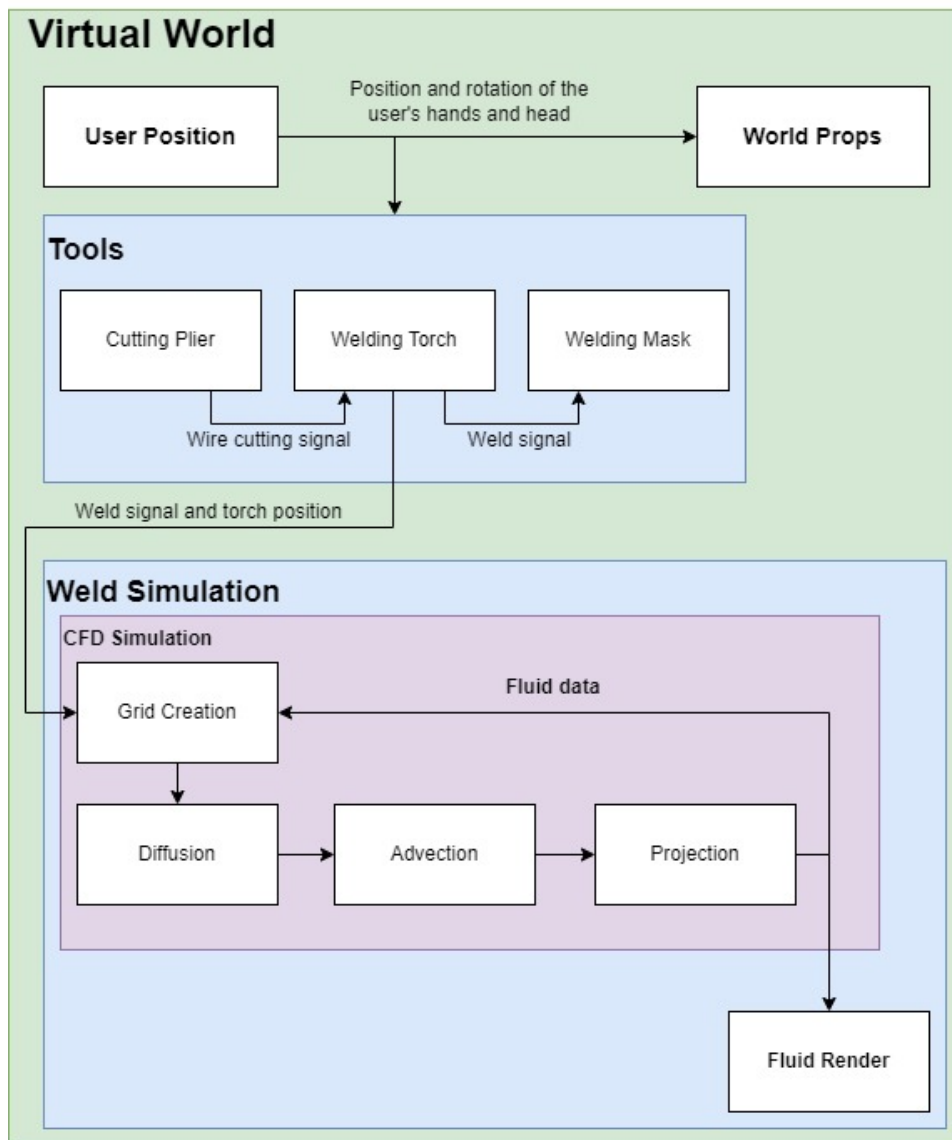 Virtual World
Position and rotation of the
user's hands and head
User Position
World Props
Tools
Cutting Plier
Welding Torch
Welding Mask
Wire cutting signal
Weld signal
Weld signal and torch position
Weld Simulation
CFD Simulation
Fluid data
Grid Creation
Diffusion
Advection
Projection
Fluid Render